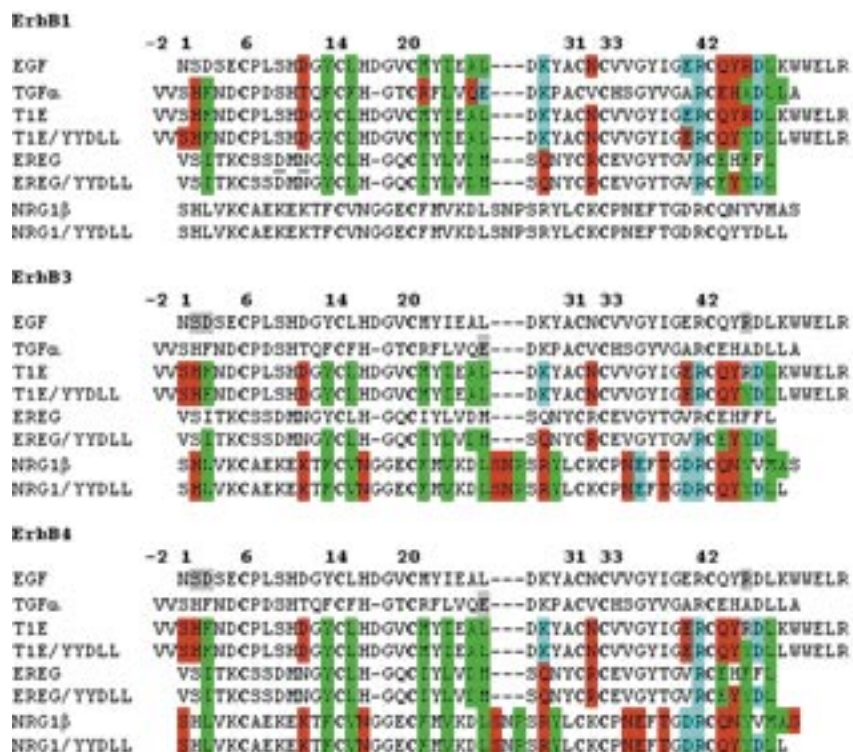 ErbB1
-2 1 6 14 20 31 33 42
EGF NSDSECPLSHDGYCLHDGVCMYIEAL---DKYACNCVVGYIGERCQYRDLKWWELR
TGFα VVSHFNDCPDSHTQFCFH-GTCRFLVQE---DKPACVCHSGYVGARCEHADLLA
T1E VVSHFNDCPLSHDGYCLHDGVCMYIEAL---DKYACNCVVGYIGERCQYRDLKWWELR
T1E/YYDLL VVSHFNDCPLSHDGYCLHDGVCMYIEAL---DKYACNCVVGYIGERCQYYDLLWWELR
EREG VSITKCSSDMNGYCLH-GQCIYLVDM---SQNYCRCEVGYTGVRCEHFFL
EREG/YYDLL VSITKCSSDMNGYCLH-GQCIYLVDM---SQNYCRCEVGYTGVRCEYYDL
NRG1β SHLVKCAEKEKTFCVNGGECFMVKDLSNPSRYLCKCPNEFTGDRCQNYVMAS
NRG1/YYDLL SHLVKCAEKEKTFCVNGGECFMVKDLSNPSRYLCKCPNEFTGDRCQYYDLL
ErbB3
-2 1 6 14 20 31 33 42
EGF NSDSECPLSHDGYCLHDGVCMYIEAL---DKYACNCVVGYIGERCQYRDLKWWELR
TGFα VVSHFNDCPDSHTQFCFH-GTCRFLVQE---DKPACVCHSGYVGARCEHADLLA
T1E VVSHFNDCPLSHDGYCLHDGVCMYIEAL---DKYACNCVVGYIGERCQYRDLKWWELR
T1E/YYDLL VVSHFNDCPLSHDGYCLHDGVCMYIEAL---DKYACNCVVGYIGERCQYYDLLWWELR
EREG VSITKCSSDMNGYCLH-GQCIYLVDM---SQNYCRCEVGYTGVRCEHFFL
EREG/YYDLL VSITKCSSDMNGYCLH-GQCIYLVDM---SQNYCRCEVGYTGVRCEYYDL
NRG1β SHLVKCAEKEKTFCVNGGECFMVKDLSNPSRYLCKCPNEFTGDRCQNYVMAS
NRG1/YYDLL SHLVKCAEKEKTFCVNGGECFMVKDLSNPSRYLCKCPNEFTGDRCQYYDLL
ErbB4
-2 1 6 14 20 31 33 42
EGF NSDSECPLSHDGYCLHDGVCMYIEAL---DKYACNCVVGYIGERCQYRDLKWWELR
TGFα VVSHFNDCPDSHTQFCFH-GTCRFLVQE---DKPACVCHSGYVGARCEHADLLA
T1E VVSHFNDCPLSHDGYCLHDGVCMYIEAL---DKYACNCVVGYIGERCQYRDLKWWELR
T1E/YYDLL VVSHFNDCPLSHDGYCLHDGVCMYIEAL---DKYACNCVVGYIGERCQYYDLLWWELR
EREG VSITKCSSDMNGYCLH-GQCIYLVDM---SQNYCRCEVGYTGVRCEHFFL
EREG/YYDLL VSITKCSSDMNGYCLH-GQCIYLVDM---SQNYCRCEVGYTGVRCEYYDL
NRG1β SHLVKCAEKEKTFCVNGGECFMVKDLSNPSRYLCKCPNEFTGDRCQNYVMAS
NRG1/YYDLL SHLVKCAEKEKTFCVNGGECFMVKDLSNPSRYLCKCPNEFTGDRCQYYDLL